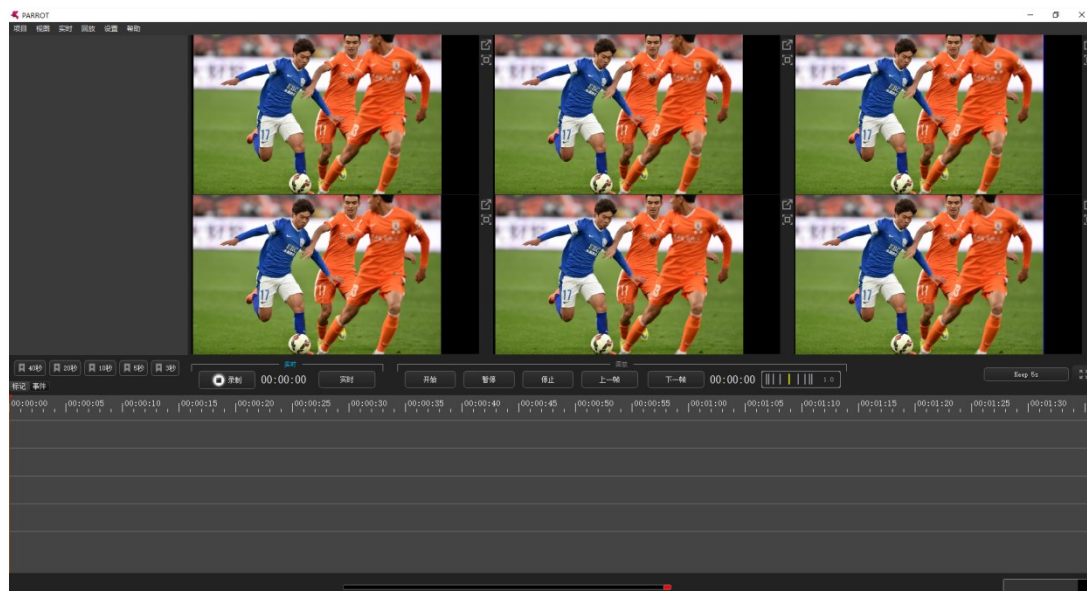 PARROT
项目 视图 实时 回放 设置 帮助
实时 回放
40秒 20秒 10秒 5秒 3秒 录制 00:00:00 实时 开始 暂停 停止 上一帧 下一帧 00:00:00 1.0 Keep 5s
标记 事件
00:00:00 00:00:05 00:00:10 00:00:15 00:00:20 00:00:25 00:00:30 00:00:35 00:00:40 00:00:45 00:00:50 00:00:55 00:01:00 00:01:05 00:01:10 00:01:15 00:01:20 00:01:25 00:01:30